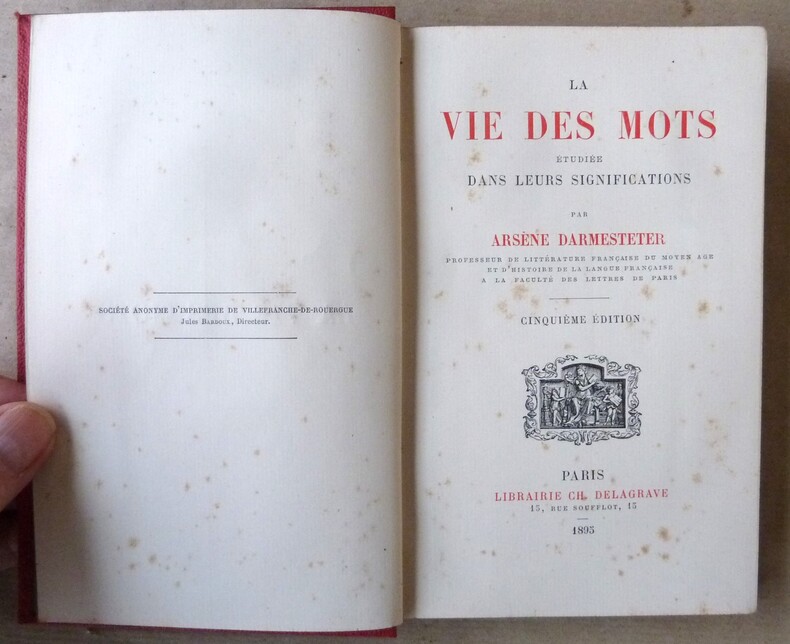 SOCIÉTÉ ANONYME D'IMPRIMERIE DE VILLEFRANCHE-DE-ROUERGUE
Jules Bardoux, Directeur.
LA
VIE DES MOTS
ÉTUDIÉE
DANS LEURS SIGNIFICATIONS
PAR
ARSÈNE DARMESTETER
PROFESSEUR DE LITTÉRATURE FRANÇAISE DU MOYEN AGE
ET D'HISTOIRE DE LA LANGUE FRANÇAISE
A LA FACULTÉ DES LETTRES DE PARIS
CINQUIÈME ÉDITION
PARIS
LIBRAIRIE CH. DELAGRAVE
15, RUE SOUFFLOT, 15
1895